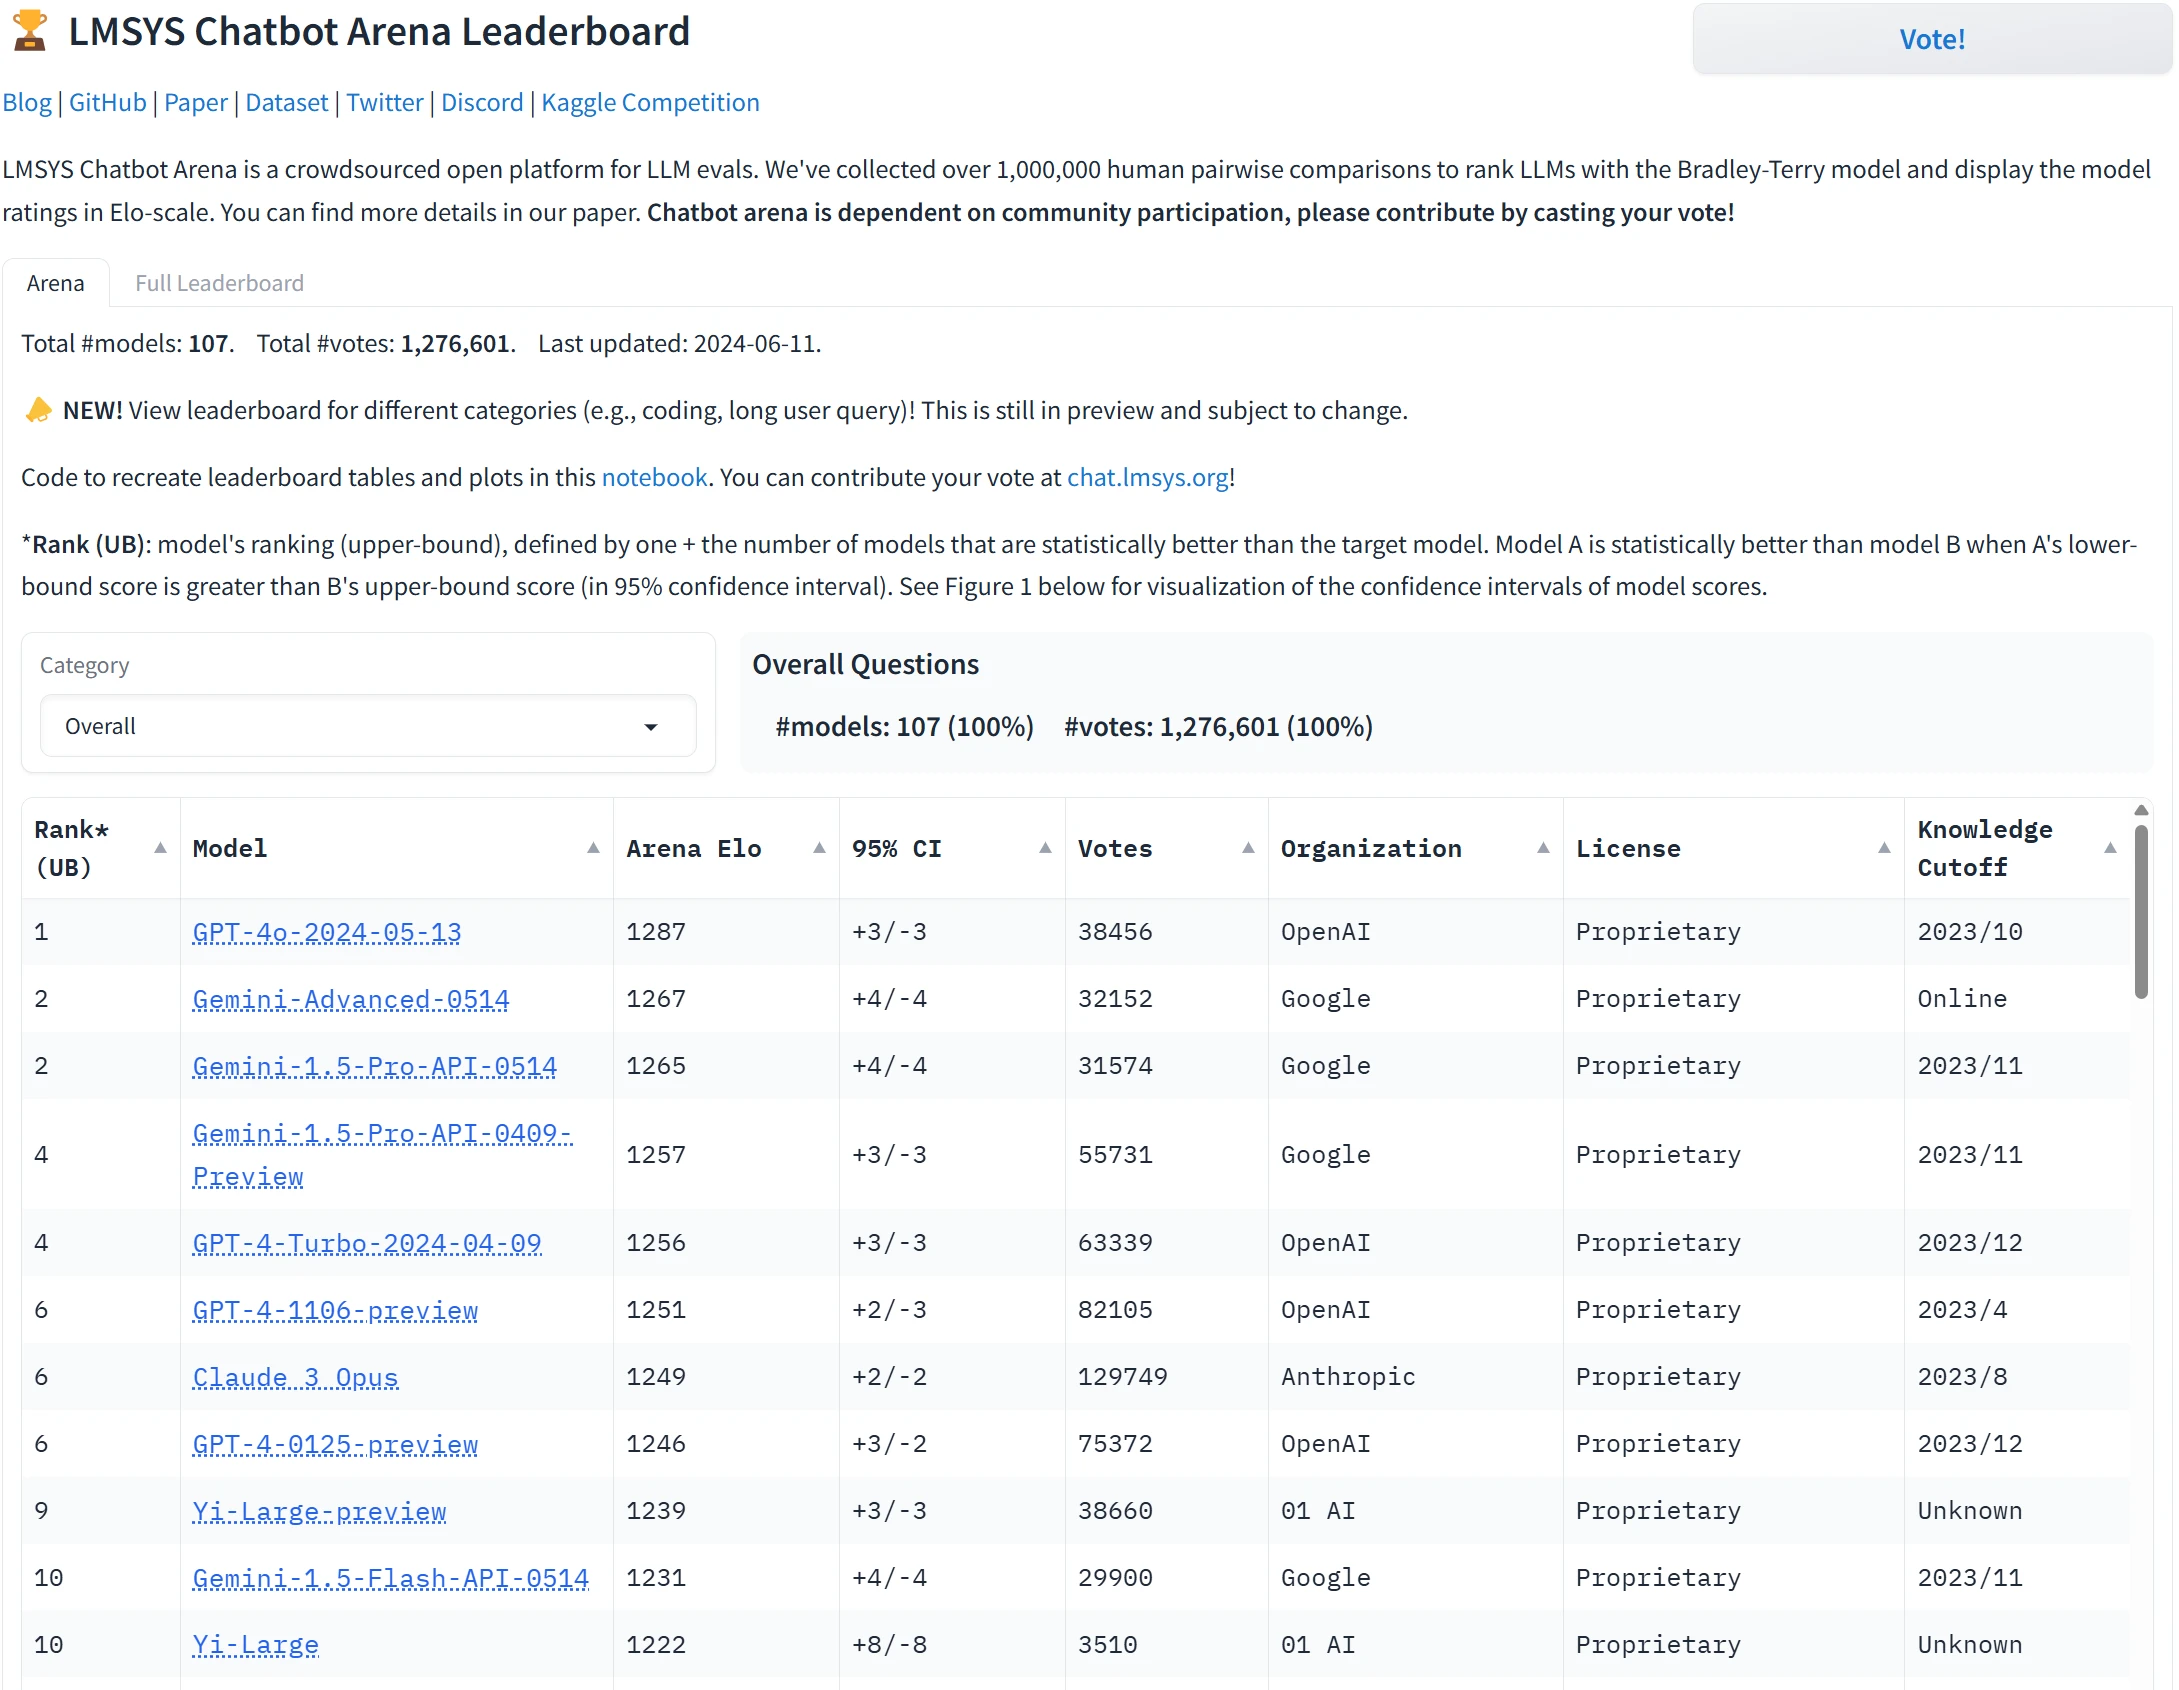 🏆 LMSYS Chatbot Arena Leaderboard
Vote!
Blog | GitHub | Paper | Dataset | Twitter | Discord | Kaggle Competition
LMSYS Chatbot Arena is a crowdsourced open platform for LLM evals. We've collected over 1,000,000 human pairwise comparisons to rank LLMs with the Bradley-Terry model and display the model
ratings in Elo-scale. You can find more details in our paper. Chatbot arena is dependent on community participation, please contribute by casting your vote!
Arena Full Leaderboard
Total #models: 107. Total #votes: 1,276,601. Last updated: 2024-06-11.
📣 NEW! View leaderboard for different categories (e.g., coding, long user query)! This is still in preview and subject to change.
Code to recreate leaderboard tables and plots in this notebook. You can contribute your vote at chat.lmsys.org!
*Rank (UB): model's ranking (upper-bound), defined by one + the number of models that are statistically better than the target model. Model A is statistically better than model B when A's lower-
bound score is greater than B's upper-bound score (in 95% confidence interval). See Figure 1 below for visualization of the confidence intervals of model scores.
Category
Overall
Overall Questions
#models: 107 (100%) #votes: 1,276,601 (100%)
Rank* (UB) Model Arena Elo 95% CI Votes Organization License Knowledge Cutoff
1 GPT-4o-2024-05-13 1287 +3/-3 38456 OpenAI Proprietary 2023/10
2 Gemini-Advanced-0514 1267 +4/-4 32152 Google Proprietary Online
2 Gemini-1.5-Pro-API-0514 1265 +4/-4 31574 Google Proprietary 2023/11
4 Gemini-1.5-Pro-API-0409-Preview 1257 +3/-3 55731 Google Proprietary 2023/11
4 GPT-4-Turbo-2024-04-09 1256 +3/-3 63339 OpenAI Proprietary 2023/12
6 GPT-4-1106-preview 1251 +2/-3 82105 OpenAI Proprietary 2023/4
6 Claude 3 Opus 1249 +2/-2 129749 Anthropic Proprietary 2023/8
6 GPT-4-0125-preview 1246 +3/-2 75372 OpenAI Proprietary 2023/12
9 Yi-Large-preview 1239 +3/-3 38660 01 AI Proprietary Unknown
10 Gemini-1.5-Flash-API-0514 1231 +4/-4 29900 Google Proprietary 2023/11
10 Yi-Large 1222 +8/-8 3510 01 AI Proprietary Unknown